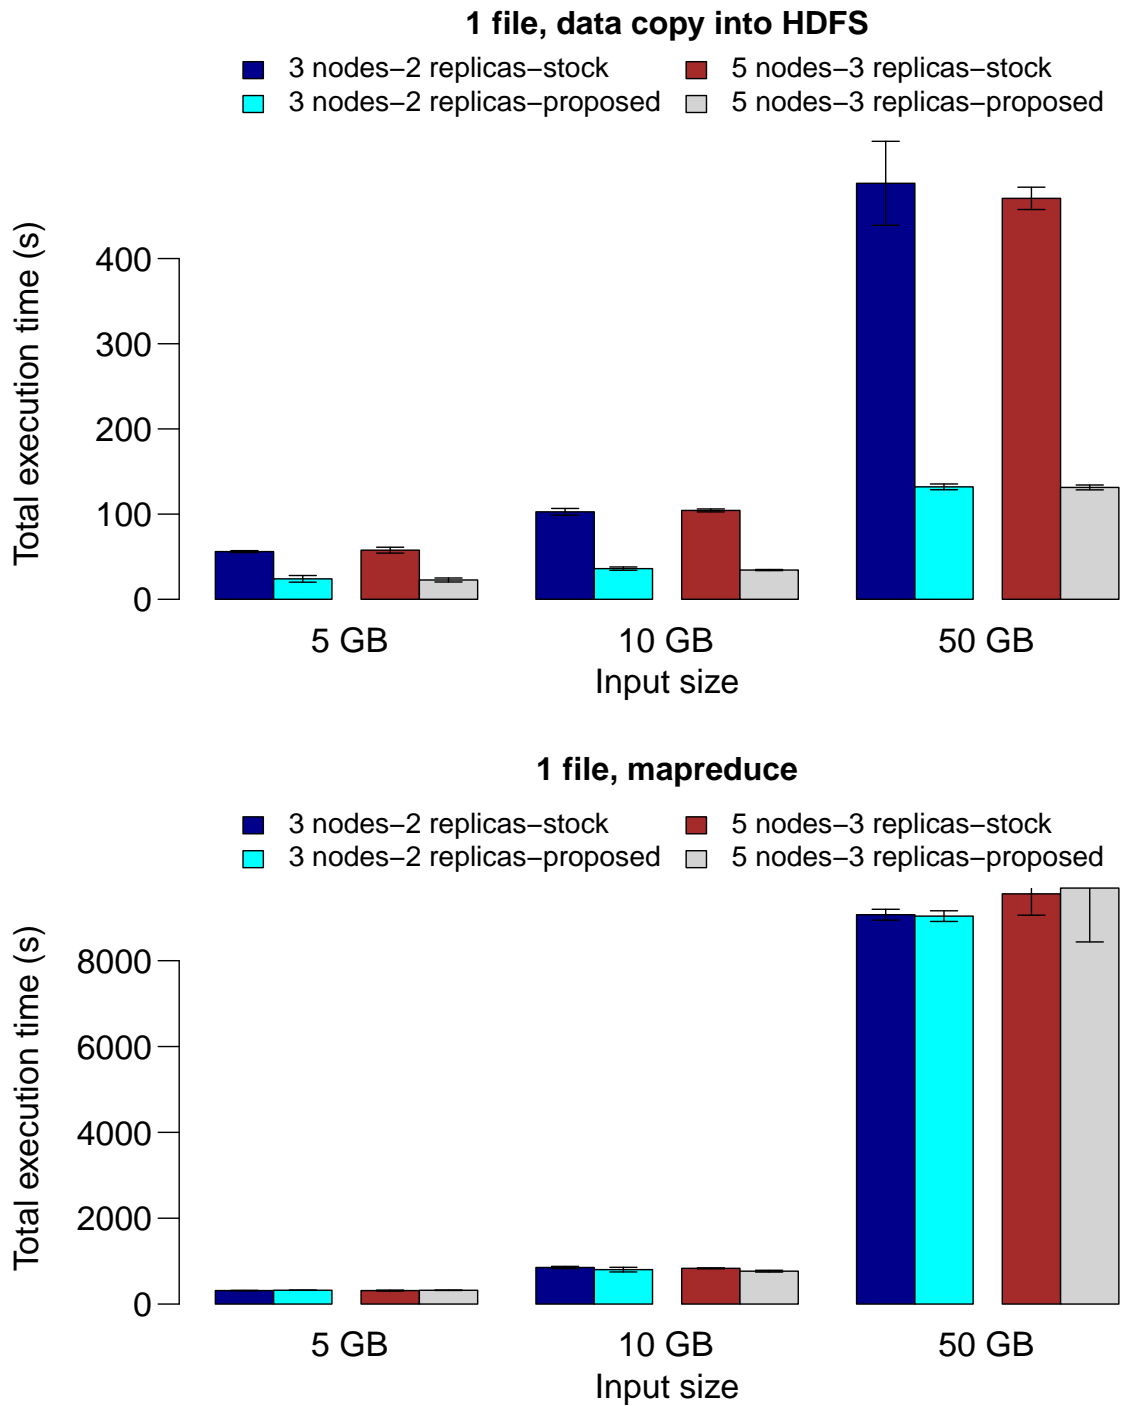 1 file, data copy into HDFS
3 nodes−2 replicas−stock
5 nodes−3 replicas−stock
3 nodes−2 replicas−proposed
5 nodes−3 replicas−proposed
Total execution time (s)
400
300
200
100
0
5 GB
10 GB
50 GB
Input size
1 file, mapreduce
3 nodes−2 replicas−stock
5 nodes−3 replicas−stock
3 nodes−2 replicas−proposed
5 nodes−3 replicas−proposed
Total execution time (s)
8000
6000
4000
2000
0
5 GB
10 GB
50 GB
Input size